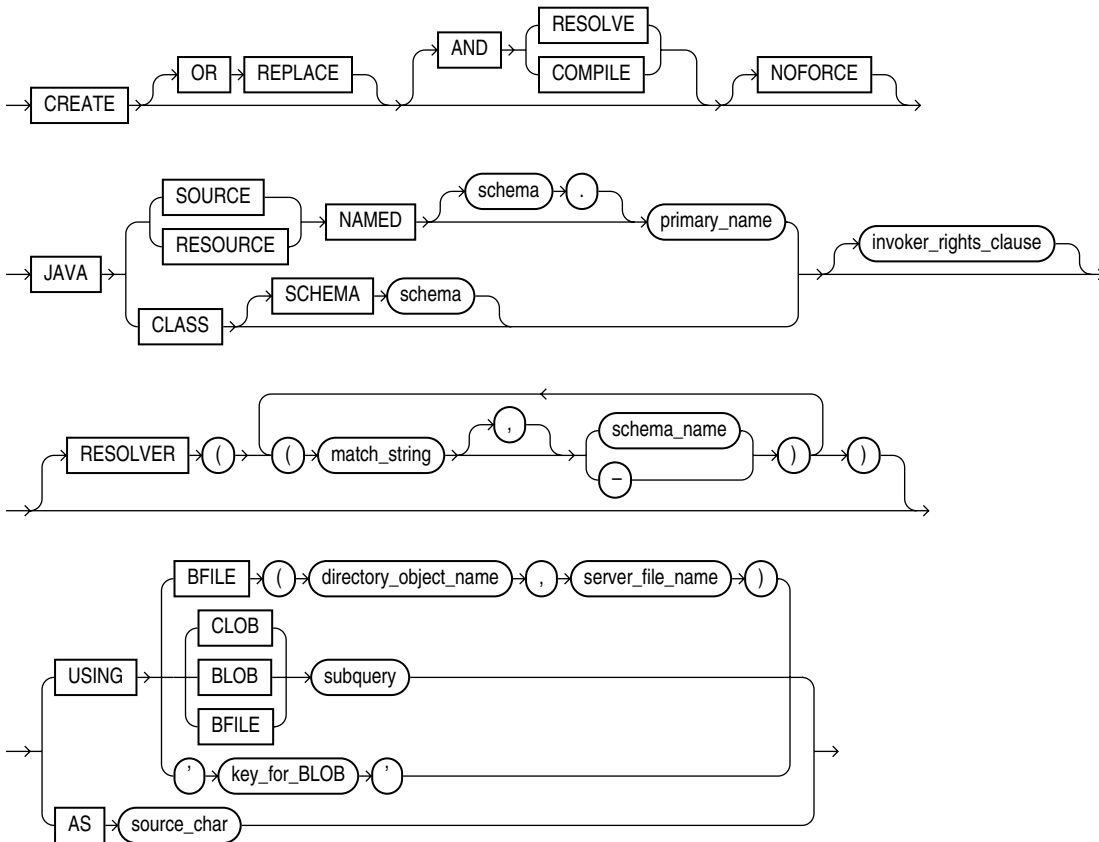 OR REPLACE AND RESOLVE COMPILE NOFORCE
CREATE
SOURCE RESOURCE NAMED schema . primary_name invoker_rights_clause
JAVA
CLASS SCHEMA schema
RESOLVER ( ( match_string , schema_name – ) )
BFILE ( directory_object_name , server_file_name )
CLOB
USING BLOB subquery
BFILE
' key_for_BLOB '
AS source_char